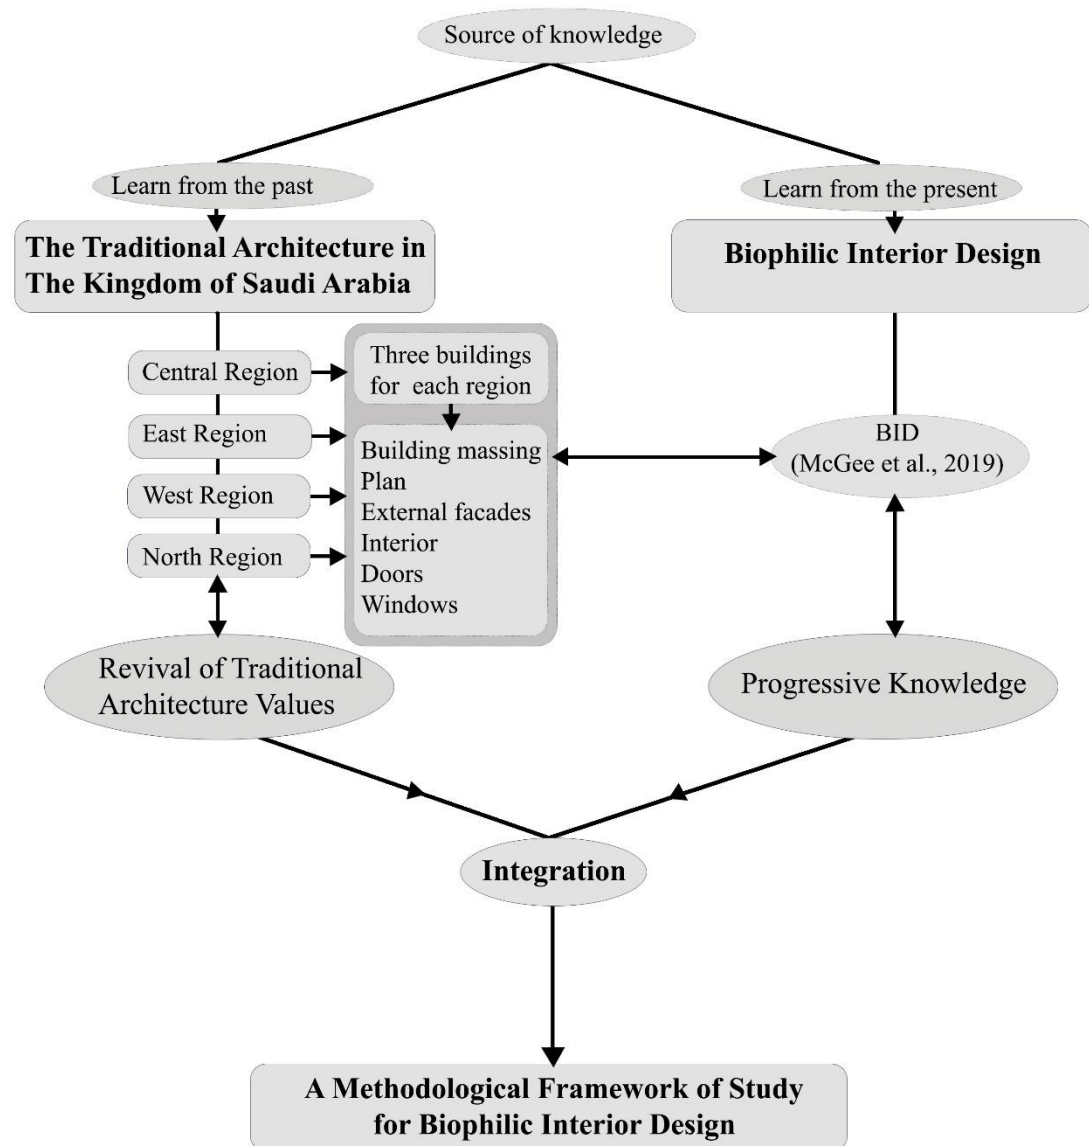 Source of knowledge
Learn from the past
Learn from the present
The Traditional Architecture in
The Kingdom of Saudi Arabia
Biophilic Interior Design
Central Region
East Region
West Region
North Region
Three buildings
for each region
Building massing
Plan
External facades
Interior
Doors
Windows
BID
(McGee et al., 2019)
Revival of Traditional
Architecture Values
Progressive Knowledge
Integration
A Methodological Framework of Study
for Biophilic Interior Design